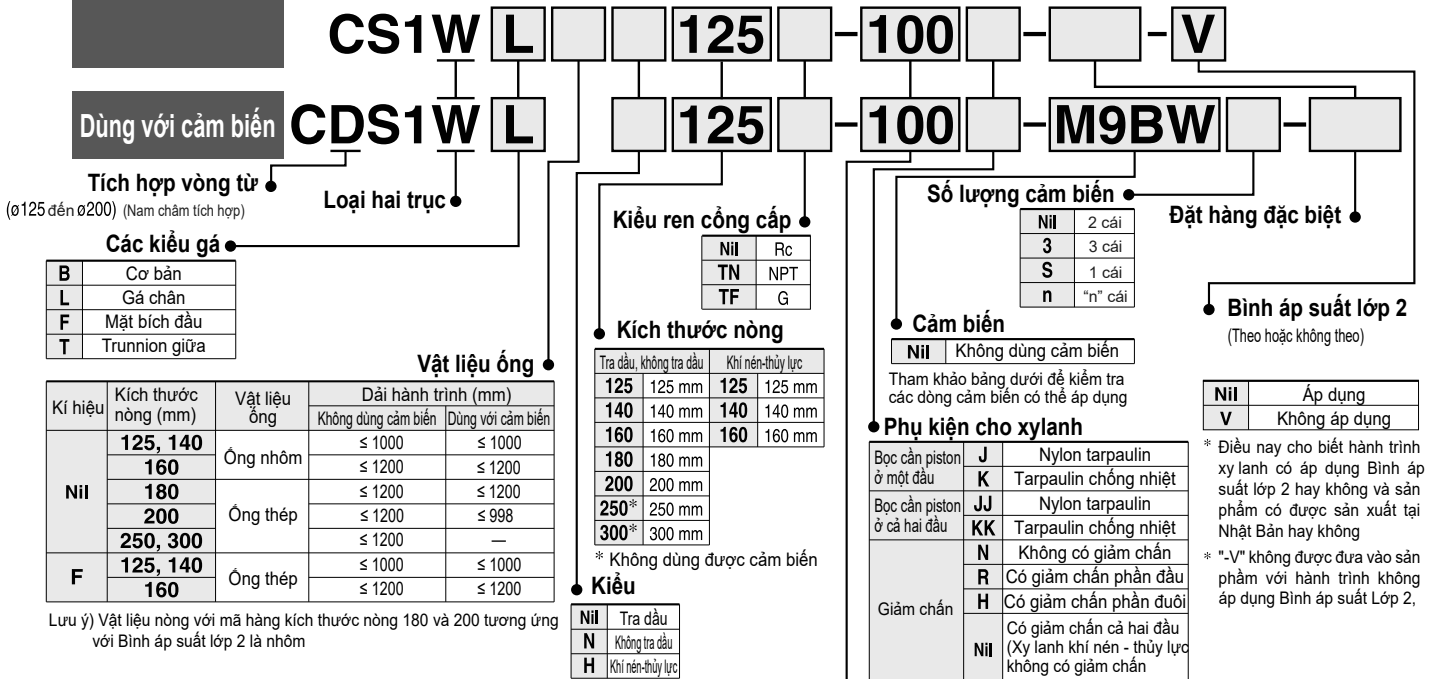 CS1W L 125 -100 - - V
Dùng với cảm biến CDS1W L 125 -100 -M9BW -
Tích hợp vòng từ
(ø125 đến ø200) (Nam châm tích hợp)
Loại hai trục
Các kiểu gá
B Cơ bản
L Gá chân
F Mặt bích đầu
T Trunnion giữa
Vật liệu ống
Kí hiệu Kích thước nòng (mm) Vật liệu ống Dải hành trình (mm)
Không dùng cảm biến Dùng với cảm biến
Nil 125, 140 Ống nhôm ≤ 1000 ≤ 1000
160 ≤ 1200 ≤ 1200
180 Ống thép ≤ 1200 ≤ 1200
200 ≤ 1200 ≤ 998
250, 300 ≤ 1200 —
F 125, 140 Ống thép ≤ 1000 ≤ 1000
160 ≤ 1200 ≤ 1200
Lưu ý) Vật liệu nòng với mã hàng kích thước nòng 180 và 200 tương ứng
với Bình áp suất lớp 2 là nhôm
Kiểu ren cổng cấp
Nil Rc
TN NPT
TF G
Kích thước nòng
Tra dầu, không tra dầu Khí nén-thủy lực
125 125 mm 125 125 mm
140 140 mm 140 140 mm
160 160 mm 160 160 mm
180 180 mm
200 200 mm
250* 250 mm
300* 300 mm
* Không dùng được cảm biến
Kiểu
Nil Tra dầu
N Không tra dầu
H Khí nén-thủy lực
Số lượng cảm biến
Nil 2 cái
3 3 cái
S 1 cái
n "n" cái
Cảm biến
Nil Không dùng cảm biến
Tham khảo bảng dưới để kiểm tra
các dòng cảm biến có thể áp dụng
Phụ kiện cho xylanh
Bọc cần piston ở một đầu J Nylon tarpaulin
K Tarpaulin chống nhiệt
Bọc cần piston ở cả hai đầu JJ Nylon tarpaulin
KK Tarpaulin chống nhiệt
Giảm chấn N Không có giảm chấn
R Có giảm chấn phần đầu
H Có giảm chấn phần đuôi
Nil Có giảm chấn cả hai đầu
(Xy lanh khí nén - thủy lực
không có giảm chấn
Đặt hàng đặc biệt
Bình áp suất lớp 2
(Theo hoặc không theo)
Nil Áp dụng
V Không áp dụng
* Điều nay cho biết hành trình
xy lanh có áp dụng Bình áp
suất lớp 2 hay không và sản
phẩm có được sản xuất tại
Nhật Bản hay không
* "-V" không được đưa vào sản
phầm với hành trình không
áp dụng Bình áp suất Lớp 2,